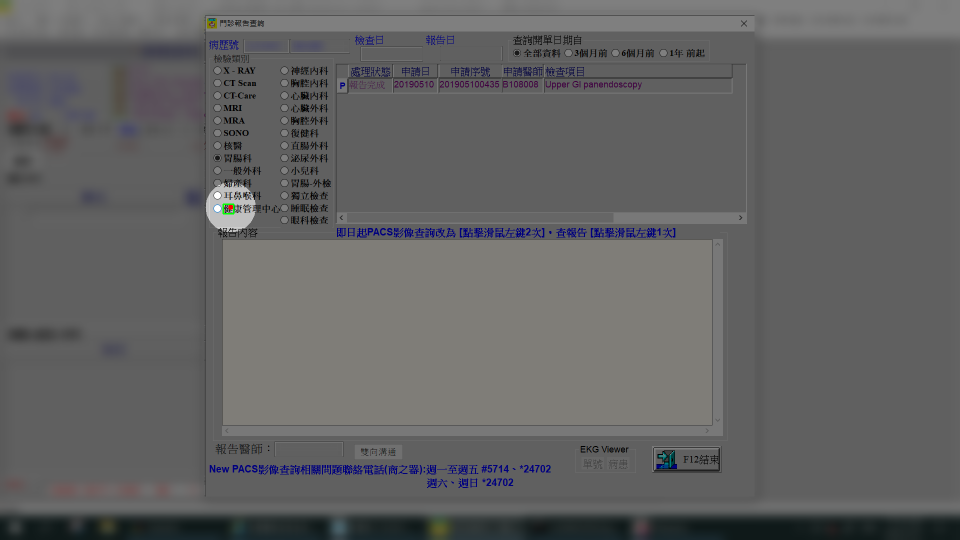 門診報告查詢
病歷號
檢查日 報告日 查詢開單日期自
全部資料 3個月前 6個月前 1年 前起
檢驗類別
X - RAY 神經內科
CT Scan 胸腔內科
CT-Care 心臟內科
MRI 心臟外科
MRA 胸腔外科
SONO 復健科
核醫 直腸外科
胃腸科 泌尿外科
一般外科 小兒科
婦產科 胃腸-外檢
耳鼻喉科 獨立檢查
健康管理中心 睡眠檢查
眼科檢查
處理狀態 申請日 申請序號 申請醫師 檢查項目
P 報告完成 20190510 201905100435 B108008 Upper GI panendoscopy
報告內容 即日起PACS影像查詢改為 [點擊滑鼠左鍵2次]，查報告 [點擊滑鼠左鍵1次]
報告醫師： 雙向溝通
EKG Viewer
單號 病患
F12結束
New PACS影像查詢相關問題聯絡電話(商之器):週一至週五 #5714、*24702
週六、週日 *24702